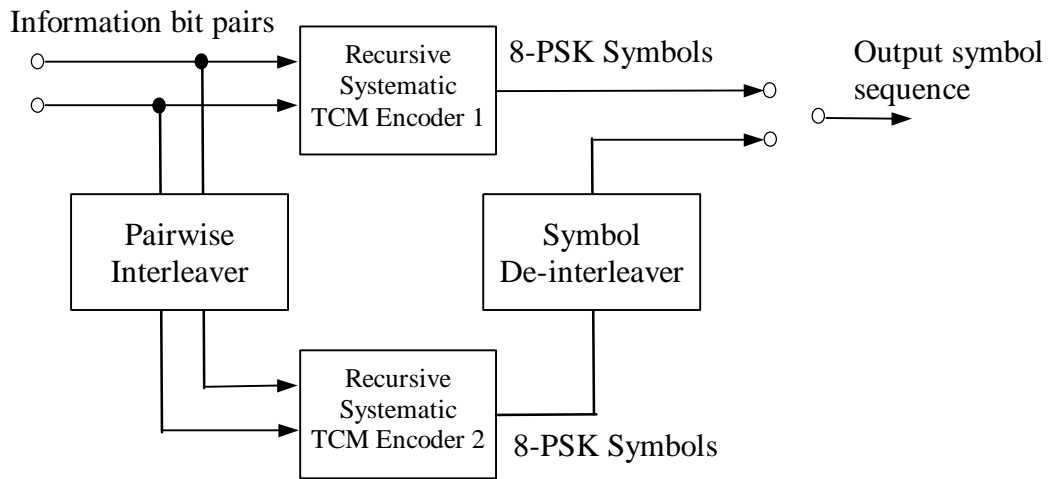 Information bit pairs
Recursive
Systematic
TCM Encoder 1
8-PSK Symbols
Output symbol
sequence
Pairwise
Interleaver
Symbol
De-interleaver
Recursive
Systematic
TCM Encoder 2
8-PSK Symbols